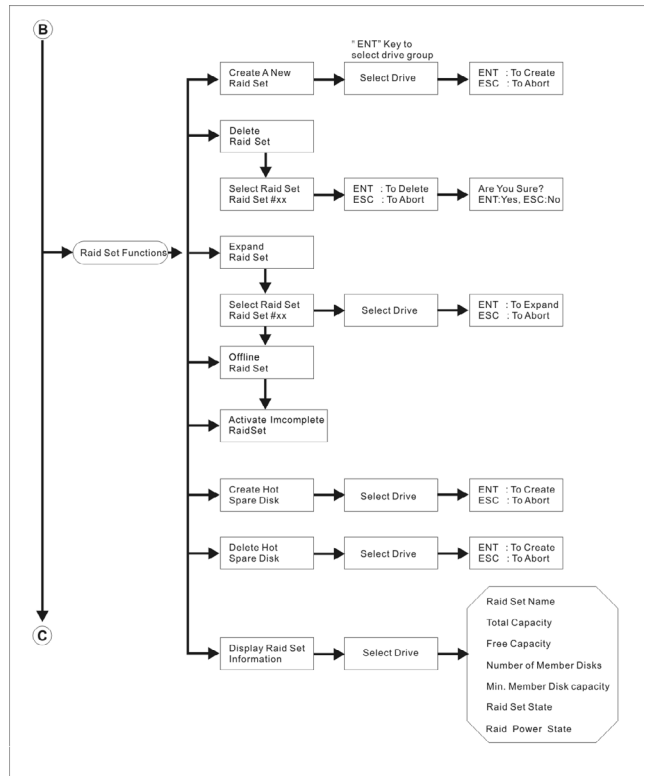 B
" ENT" Key to
select drive group
Create A New
Raid Set
Select Drive
ENT : To Create
ESC : To Abort
Delete
Raid Set
Select Raid Set
Raid Set #xx
ENT : To Delete
ESC : To Abort
Are You Sure?
ENT:Yes, ESC:No
Raid Set Functions
Expand
Raid Set
Select Raid Set
Raid Set #xx
Select Drive
ENT : To Expand
ESC : To Abort
Offline
Raid Set
Activate Imcomplete
RaidSet
Create Hot
Spare Disk
Select Drive
ENT : To Create
ESC : To Abort
Delete Hot
Spare Disk
Select Drive
ENT : To Create
ESC : To Abort
C
Display Raid Set
Information
Select Drive
Raid Set Name
Total Capacity
Free Capacity
Number of Member Disks
Min. Member Disk capacity
Raid Set State
Raid Power State